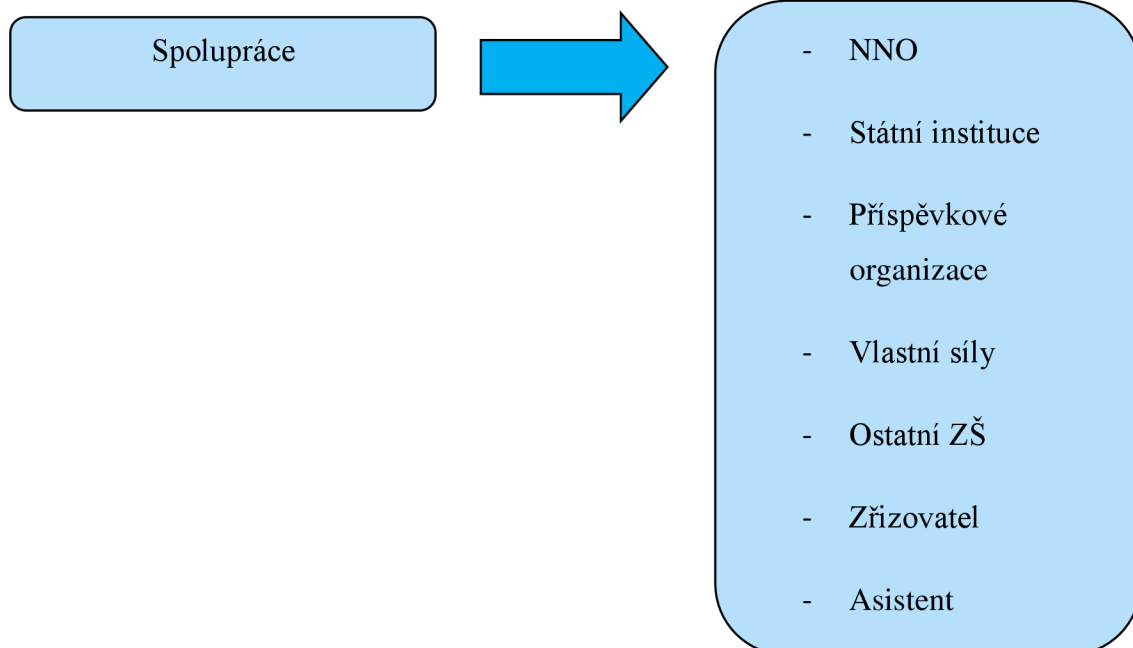 Spolupráce
- NNO
- Státní instituce
- Příspěvkové
organizace
- Vlastní síly
- Ostatní ZŠ
- Zřizovatel
- Asistent